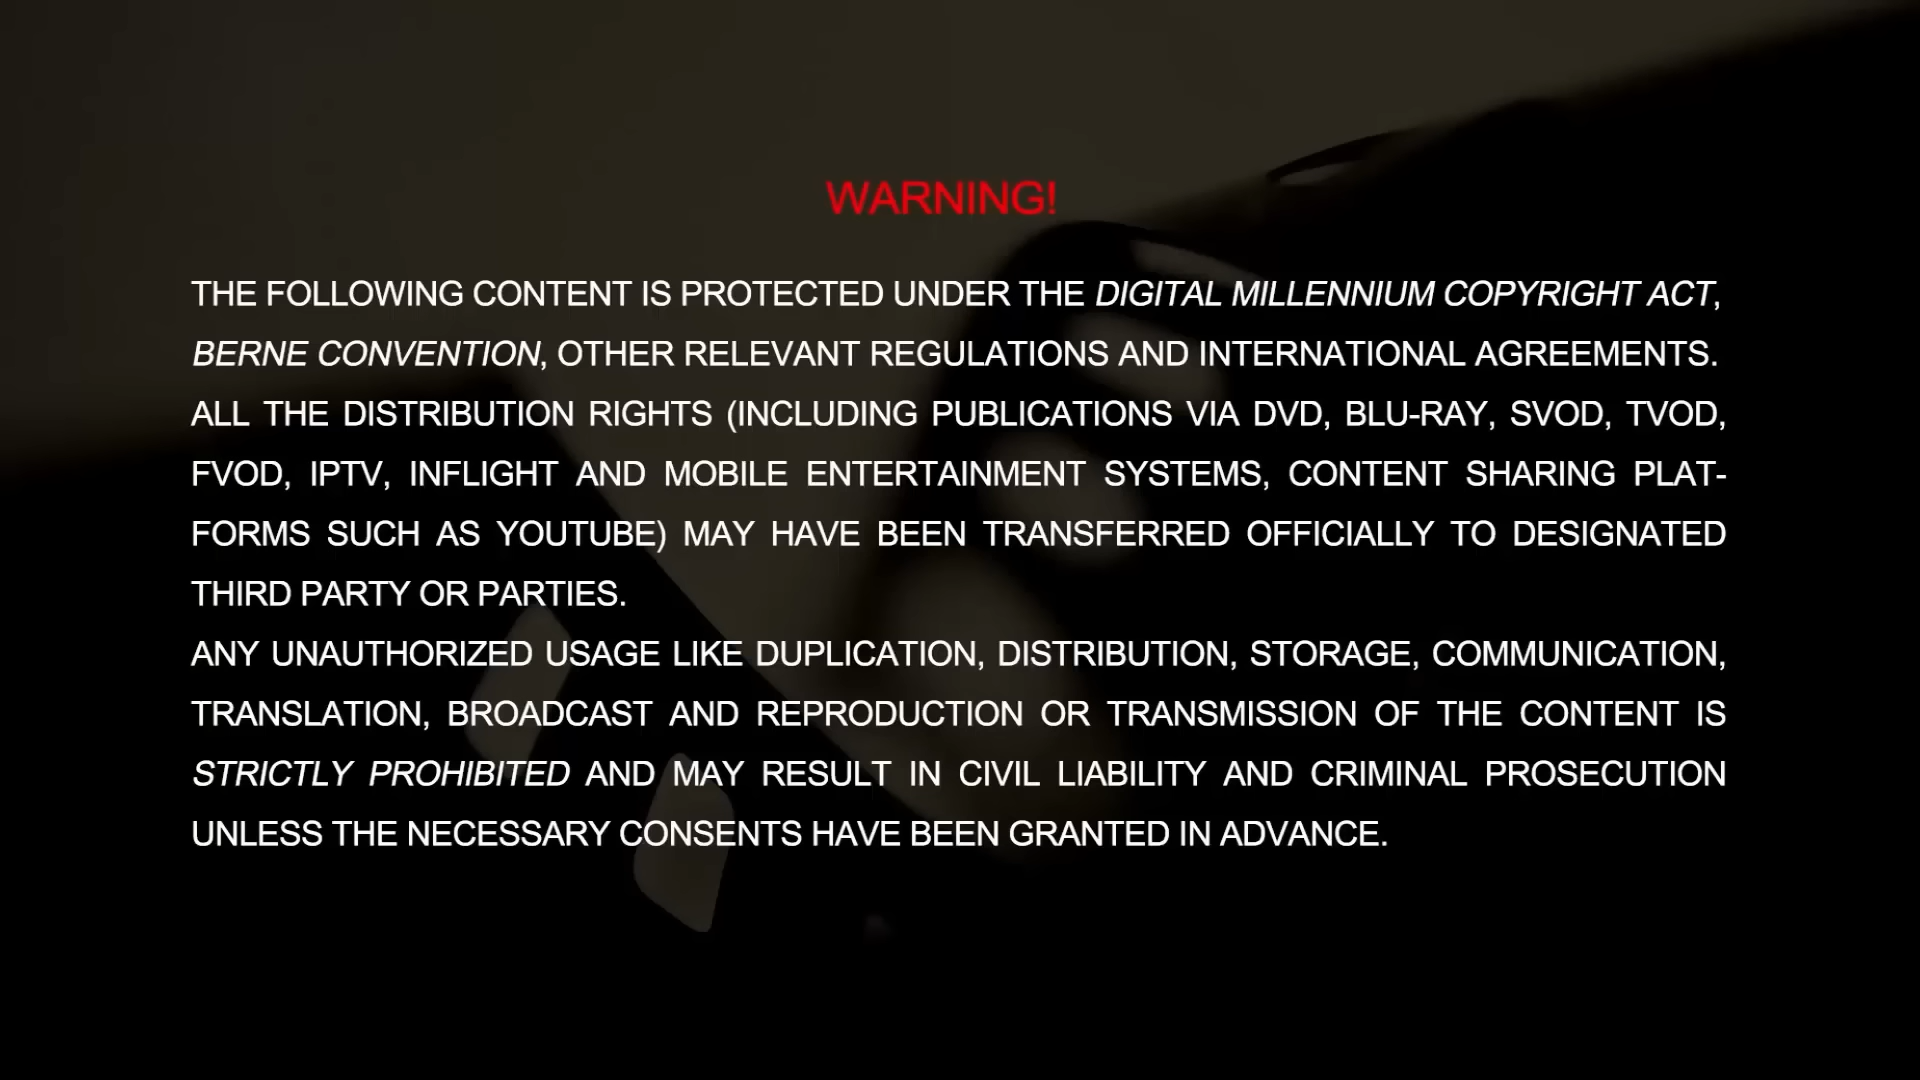 WARNING!
THE FOLLOWING CONTENT IS PROTECTED UNDER THE DIGITAL MILLENNIUM COPYRIGHT ACT,
BERNE CONVENTION, OTHER RELEVANT REGULATIONS AND INTERNATIONAL AGREEMENTS.
ALL THE DISTRIBUTION RIGHTS (INCLUDING PUBLICATIONS VIA DVD, BLU-RAY, SVOD, TVOD,
FVOD, IPTV, INFLIGHT AND MOBILE ENTERTAINMENT SYSTEMS, CONTENT SHARING PLAT-
FORMS SUCH AS YOUTUBE) MAY HAVE BEEN TRANSFERRED OFFICIALLY TO DESIGNATED
THIRD PARTY OR PARTIES.
ANY UNAUTHORIZED USAGE LIKE DUPLICATION, DISTRIBUTION, STORAGE, COMMUNICATION,
TRANSLATION, BROADCAST AND REPRODUCTION OR TRANSMISSION OF THE CONTENT IS
STRICTLY PROHIBITED AND MAY RESULT IN CIVIL LIABILITY AND CRIMINAL PROSECUTION
UNLESS THE NECESSARY CONSENTS HAVE BEEN GRANTED IN ADVANCE.